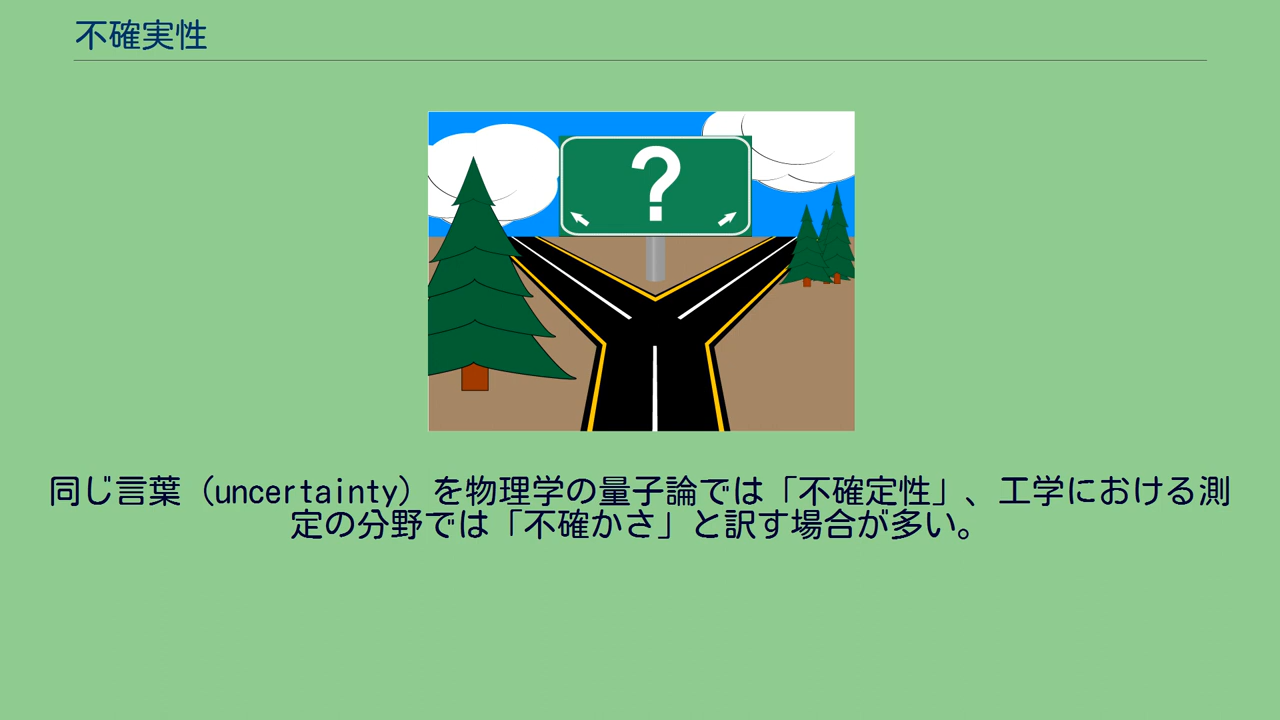 不確実性
?
同じ言葉（uncertainty）を物理学の量子論では「不確定性」、工学における測
定の分野では「不確かさ」と訳す場合が多い。